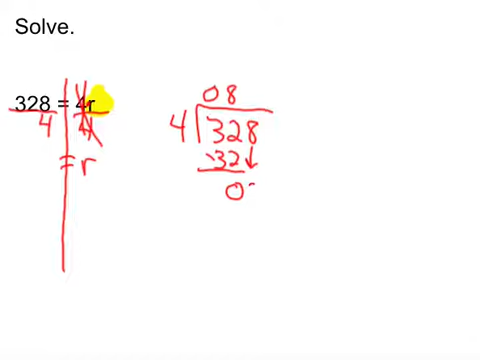 Solve.
328 = 4r
4 4
= r
08
4 328
-32↓
0